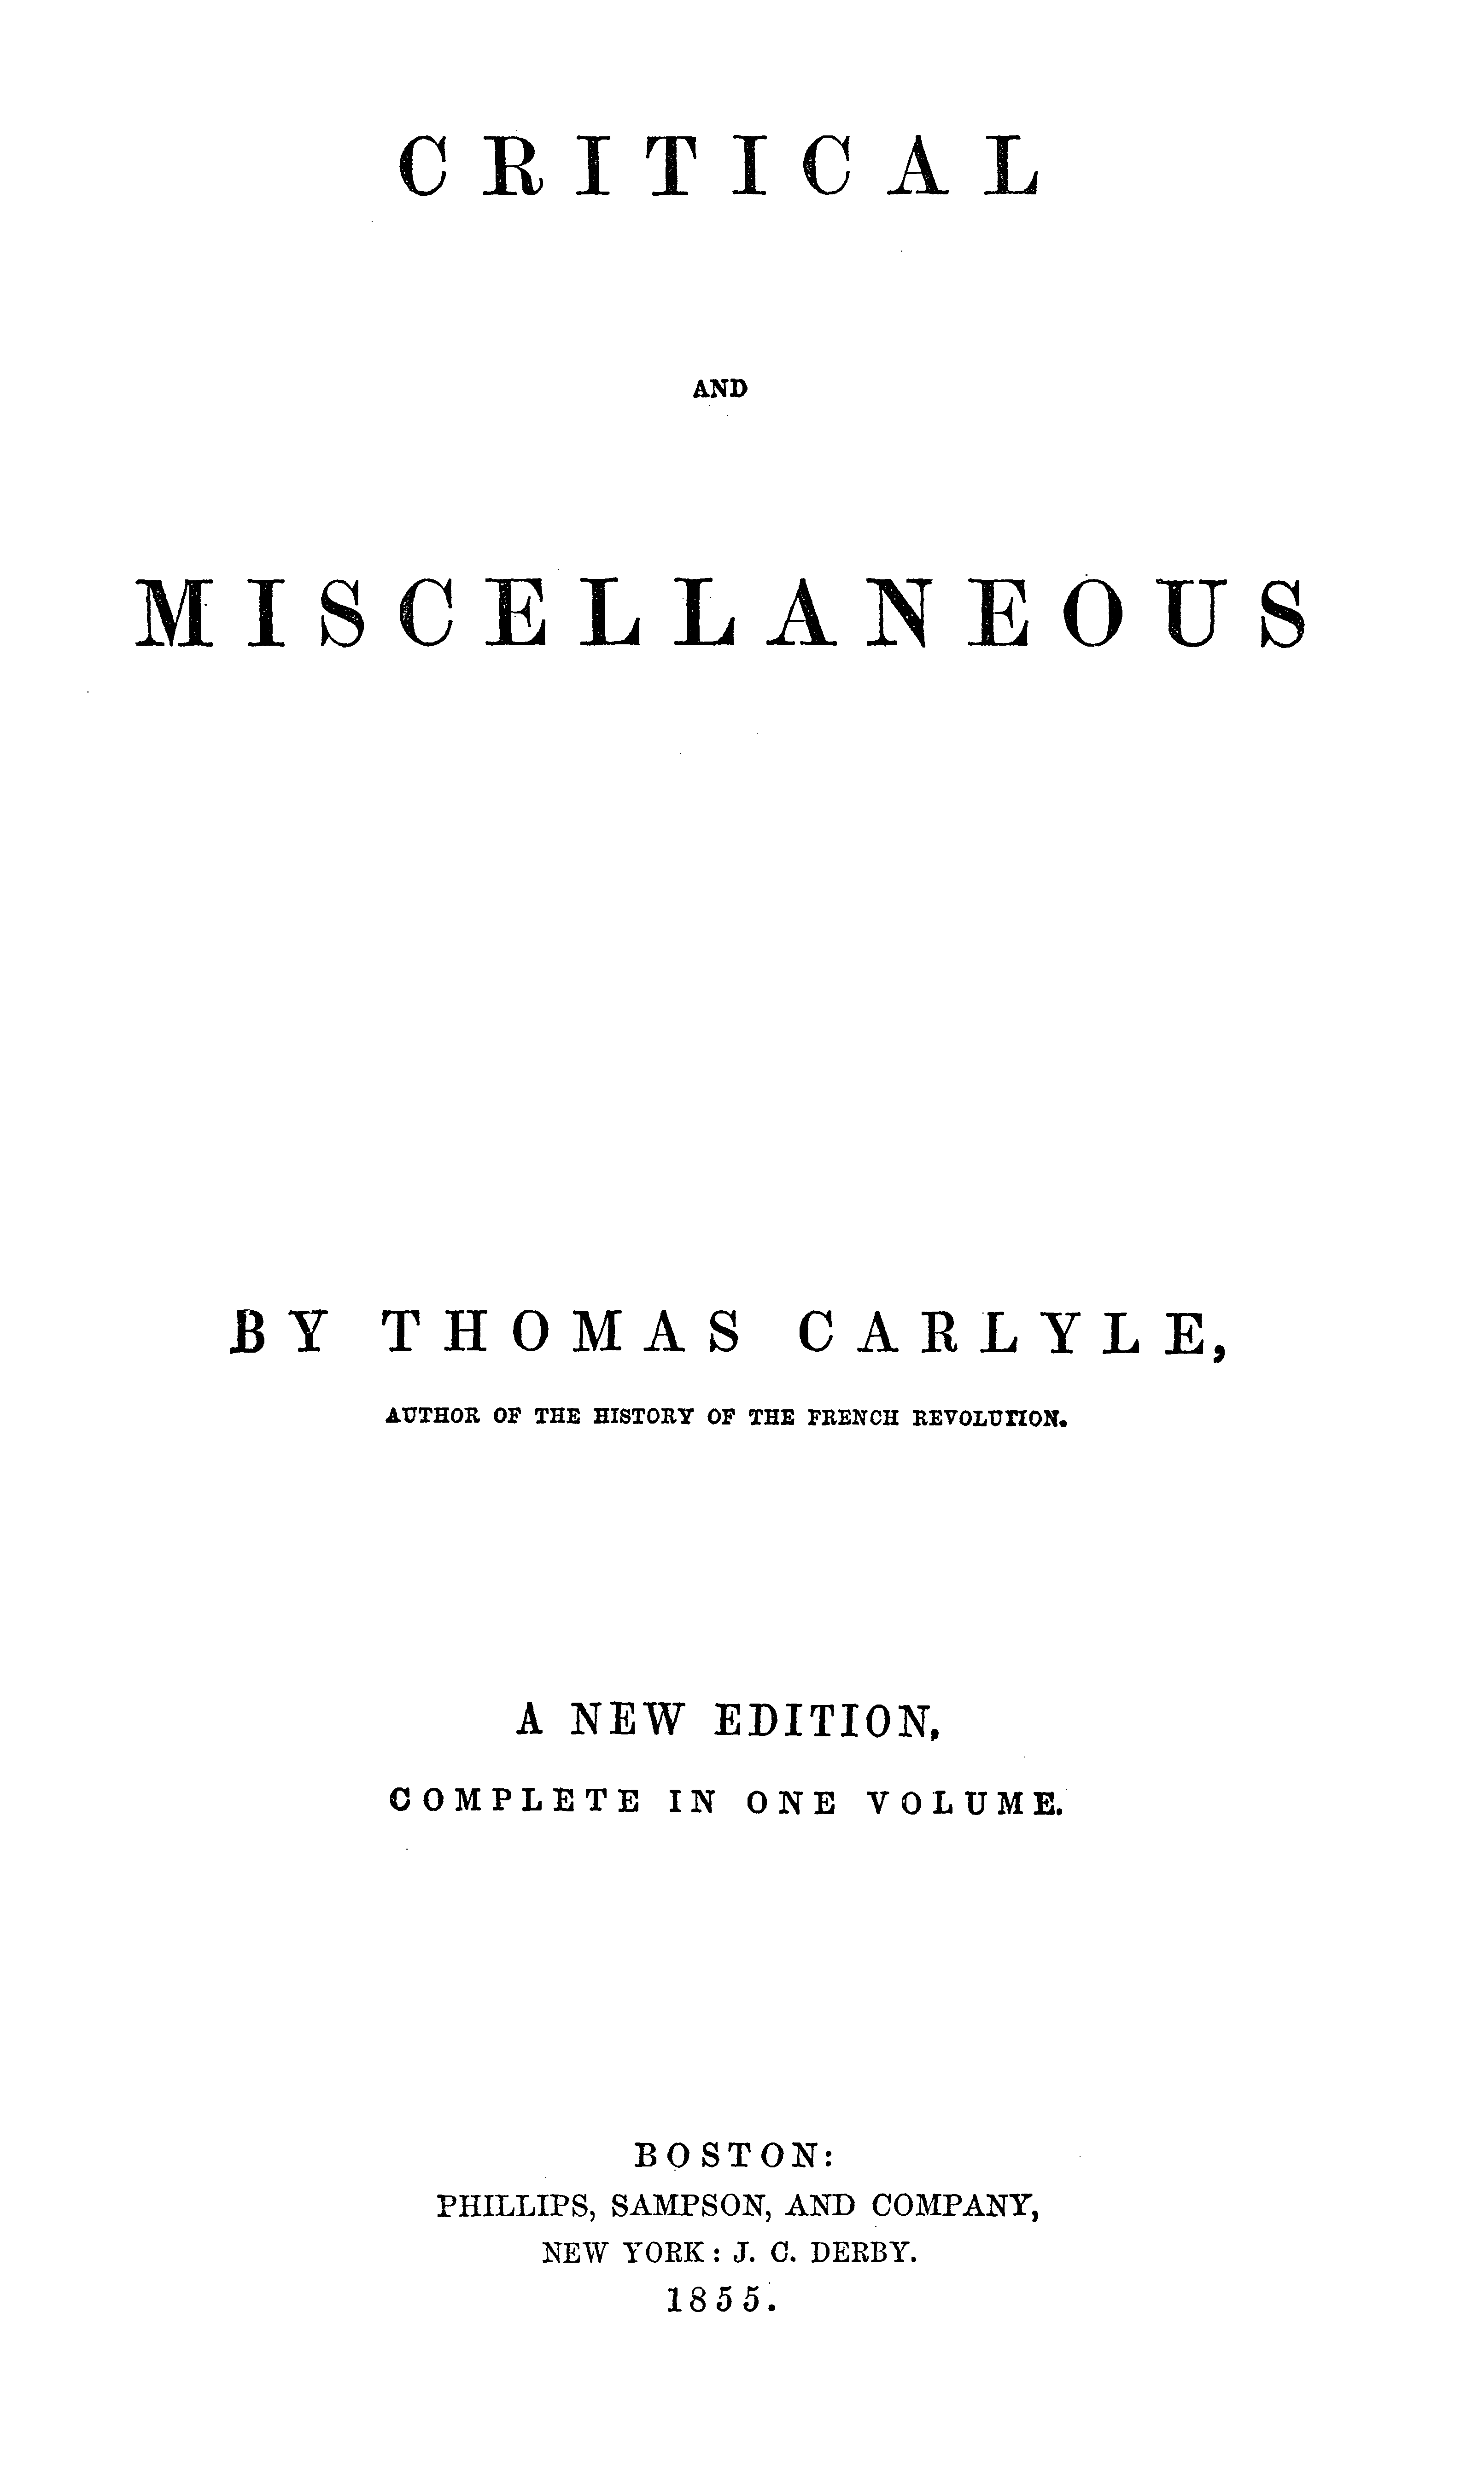 CRITICAL
AND
MISCELLANEOUS
BY THOMAS CARLYLE,
AUTHOR OF THE HISTORY OF THE FRENCH REVOLUTION.
A NEW EDITION,
COMPLETE IN ONE VOLUME.
BOSTON:
PHILLIPS, SAMPSON, AND COMPANY,
NEW YORK: J. C. DERBY.
1855.